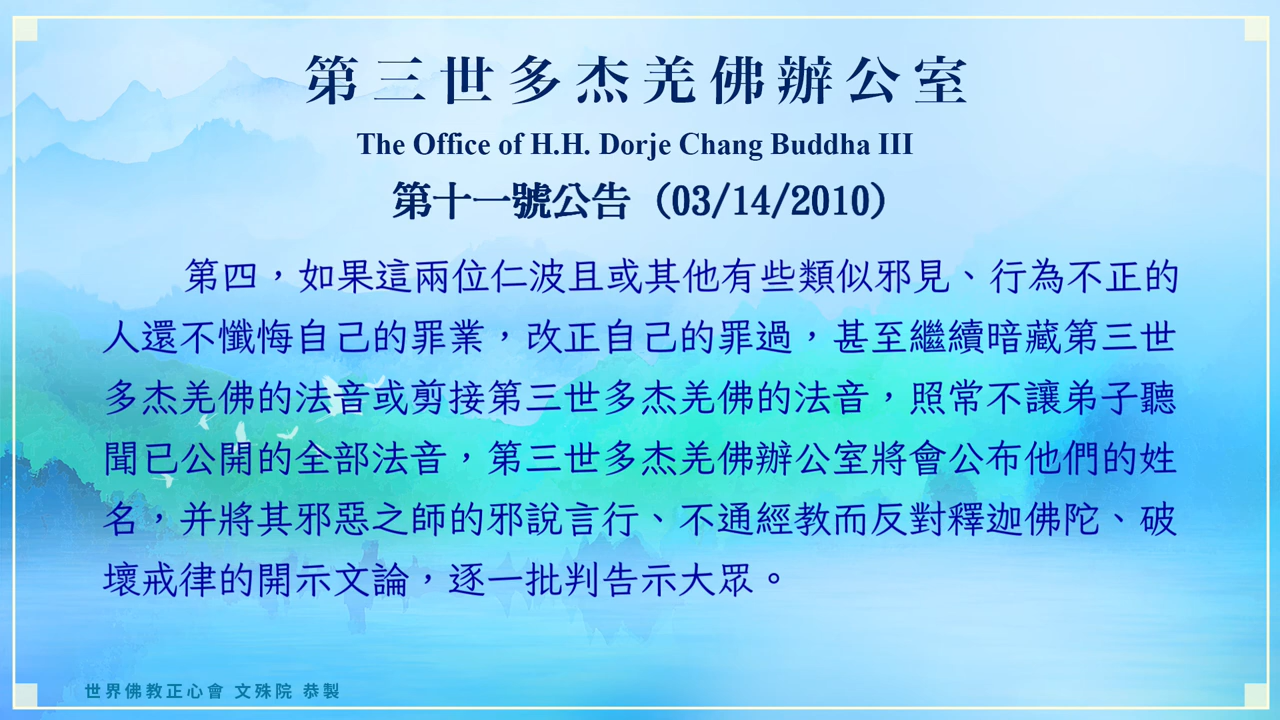 第三世多杰羌佛辦公室
The Office of H.H. Dorje Chang Buddha III
第十一號公告（03/14/2010）
第四，如果這兩位仁波且或其他有些類似邪見、行為不正的
人還不懺悔自己的罪業，改正自己的罪過，甚至繼續暗藏第三世
多杰羌佛的法音或剪接第三世多杰羌佛的法音，照常不讓弟子聽
聞已公開的全部法音，第三世多杰羌佛辦公室將會公布他們的姓
名，并將其邪惡之師的邪說言行、不通經教而反對釋迦佛陀、破
壞戒律的開示文論，逐一批判告示大眾。
世界佛教正心會 文殊院 恭製